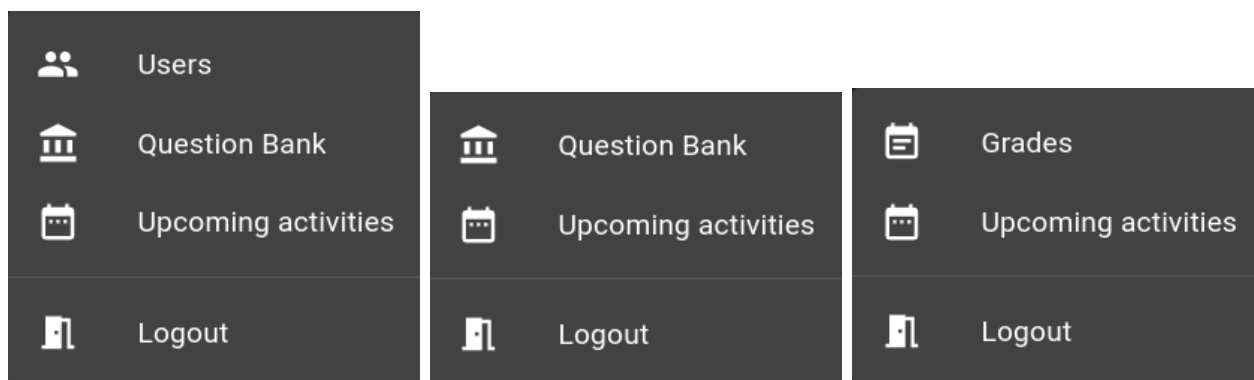 Users
Question Bank
Upcoming activities
Logout
Question Bank
Upcoming activities
Logout
Grades
Upcoming activities
Logout